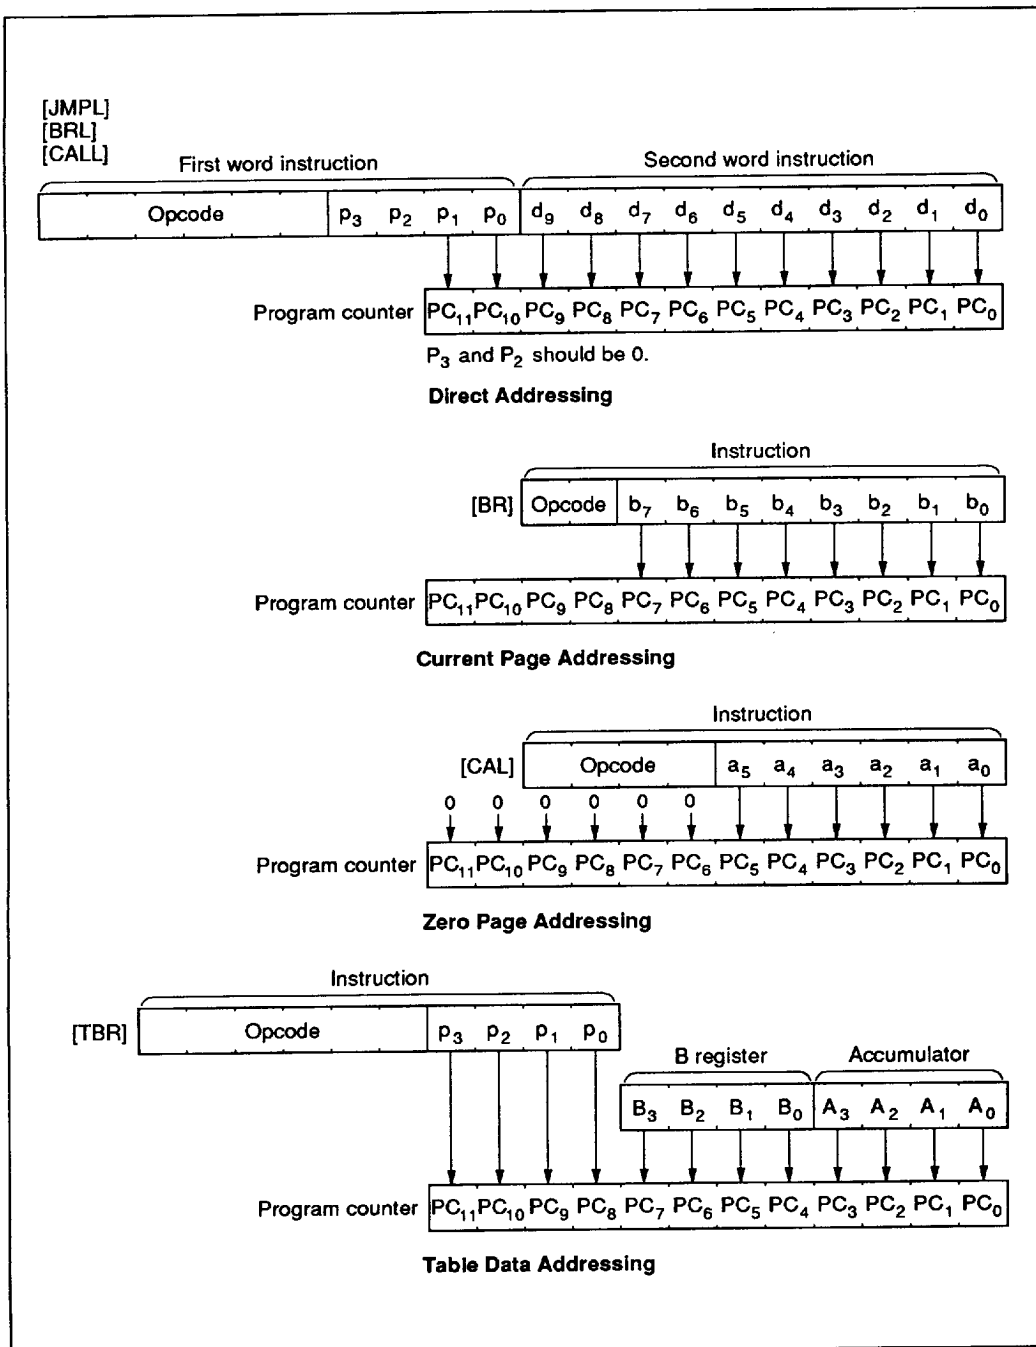 [JMPL]
[BRL]
[CALL]
First word instruction Second word instruction
Opcode p₃ p₂ p₁ p₀ d₉ d₈ d₇ d₆ d₅ d₄ d₃ d₂ d₁ d₀
Program counter PC₁₁ PC₁₀ PC₉ PC₈ PC₇ PC₆ PC₅ PC₄ PC₃ PC₂ PC₁ PC₀
P₃ and P₂ should be 0.
Direct Addressing
Instruction
[BR] Opcode b₇ b₆ b₅ b₄ b₃ b₂ b₁ b₀
Program counter PC₁₁ PC₁₀ PC₉ PC₈ PC₇ PC₆ PC₅ PC₄ PC₃ PC₂ PC₁ PC₀
Current Page Addressing
Instruction
[CAL] Opcode a₅ a₄ a₃ a₂ a₁ a₀
0 0 0 0 0 0
Program counter PC₁₁ PC₁₀ PC₉ PC₈ PC₇ PC₆ PC₅ PC₄ PC₃ PC₂ PC₁ PC₀
Zero Page Addressing
Instruction
[TBR] Opcode p₃ p₂ p₁ p₀
B register Accumulator
B₃ B₂ B₁ B₀ A₃ A₂ A₁ A₀
Program counter PC₁₁ PC₁₀ PC₉ PC₈ PC₇ PC₆ PC₅ PC₄ PC₃ PC₂ PC₁ PC₀
Table Data Addressing